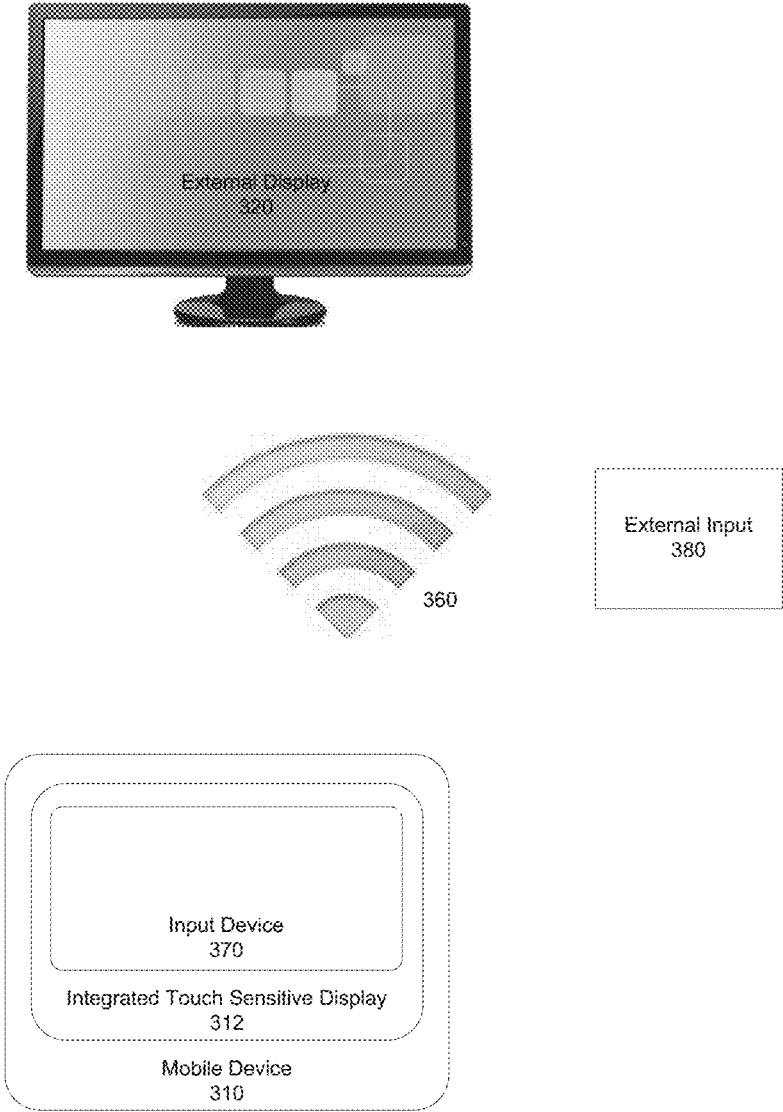 External Display
320
External Input
380
360
Input Device
370
Integrated Touch Sensitive Display
312
Mobile Device
310